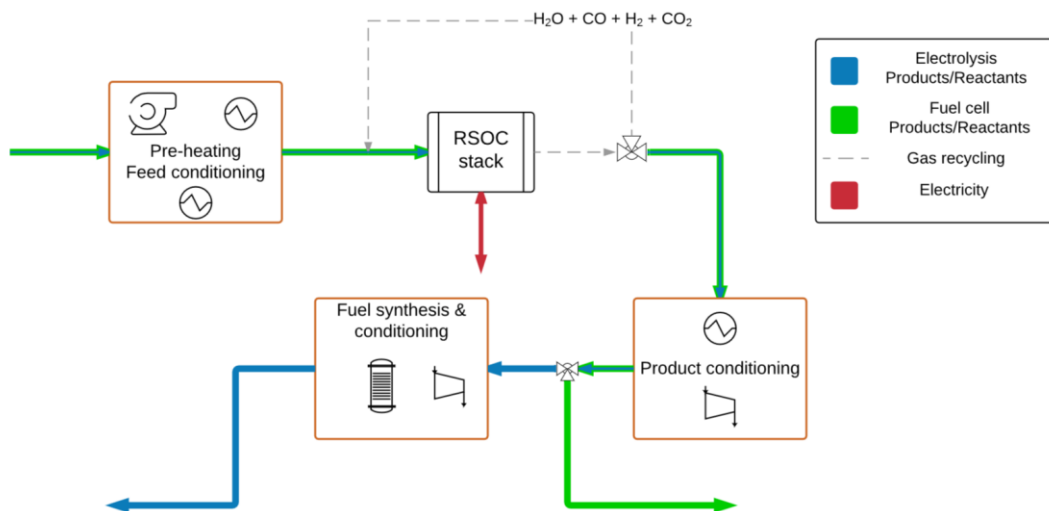 H₂O + CO + H₂ + CO₂
Electrolysis
Products/Reactants
Fuel cell
Products/Reactants
Gas recycling
Electricity
Pre-heating
Feed conditioning
RSOC
stack
Fuel synthesis &
conditioning
Product conditioning